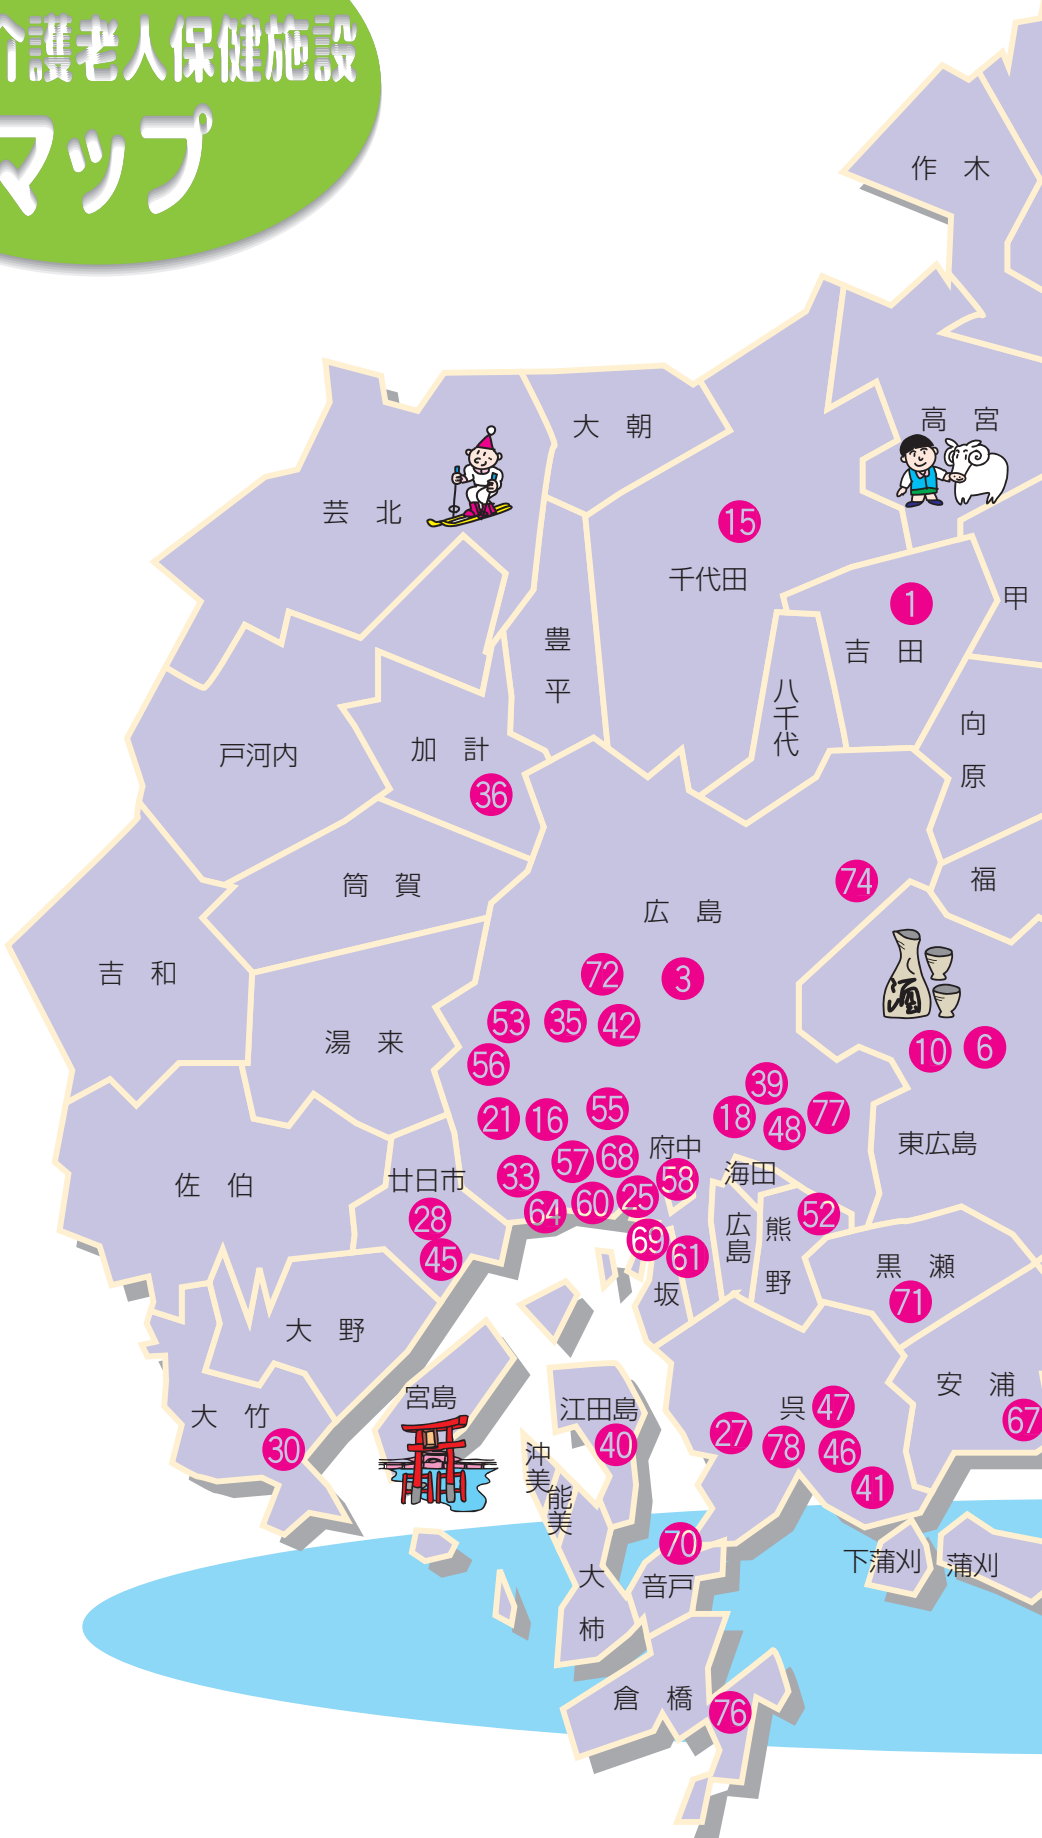 介護老人保健施設
マップ
作 木
高 宮
大 朝
芸 北
15
千代田
1
甲
吉 田
豊平
八千代
向原
戸河内
加 計
36
筒 賀
74
福
広 島
吉 和
72
3
酒
53
35
42
湯 来
10
6
56
39
55
21
16
18
77
48
東広島
府中
57
68
海田
33
58
佐 伯
廿日市
25
60
64
28
52
広島
熊野
69
61
45
黒 瀬
坂
71
大 野
安 浦
宮島
江田島
呉
47
大 竹
67
27
78
46
30
40
沖美
41
能美
70
下蒲刈
蒲刈
音戸
大柿
倉 橋
76